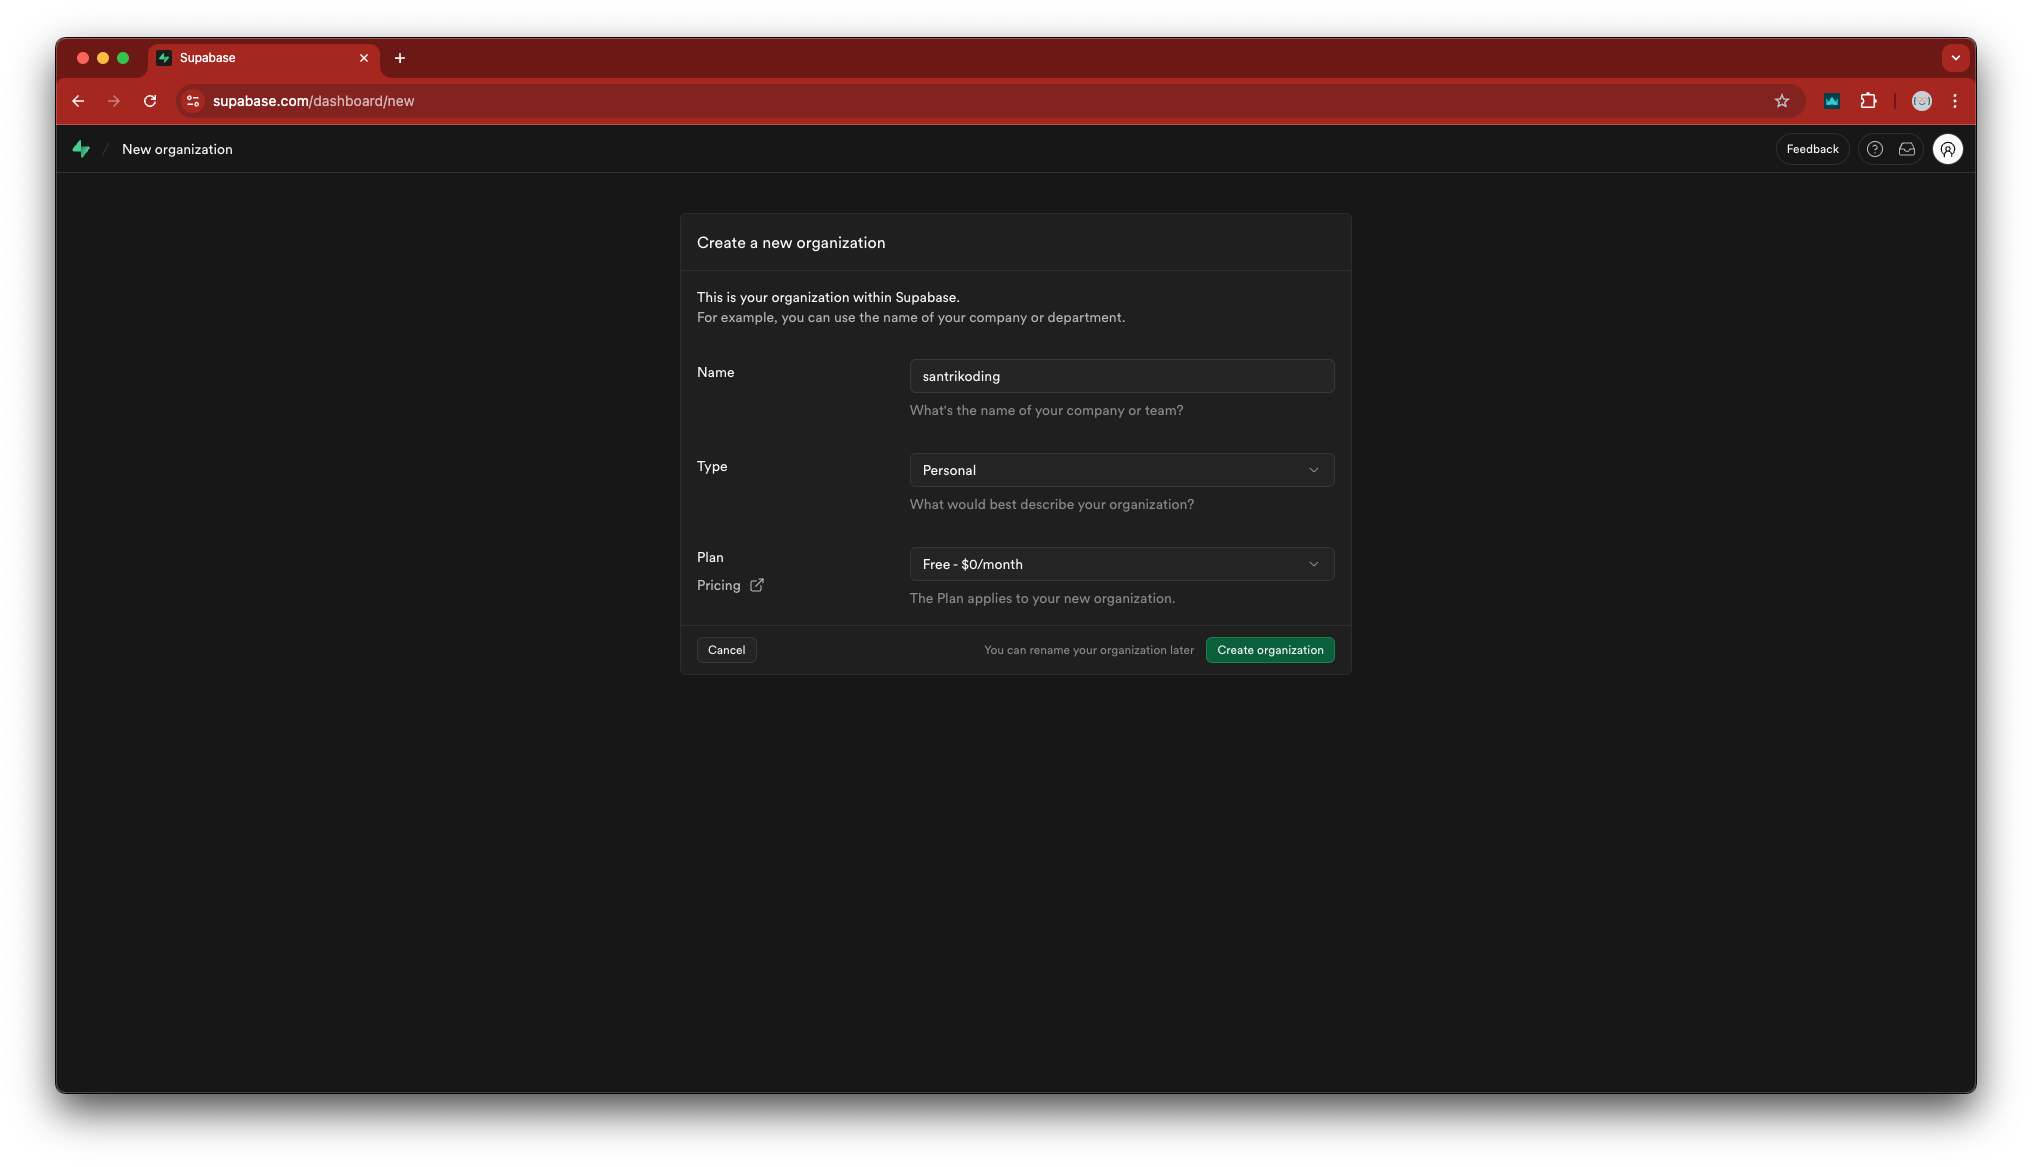 Supabase
supabase.com/dashboard/new
New organization
Feedback
Create a new organization
This is your organization within Supabase.
For example, you can use the name of your company or department.
Name
santrikoding
What's the name of your company or team?
Type
Personal
What would best describe your organization?
Plan
Free - $0/month
Pricing
The Plan applies to your new organization.
Cancel
You can rename your organization later
Create organization